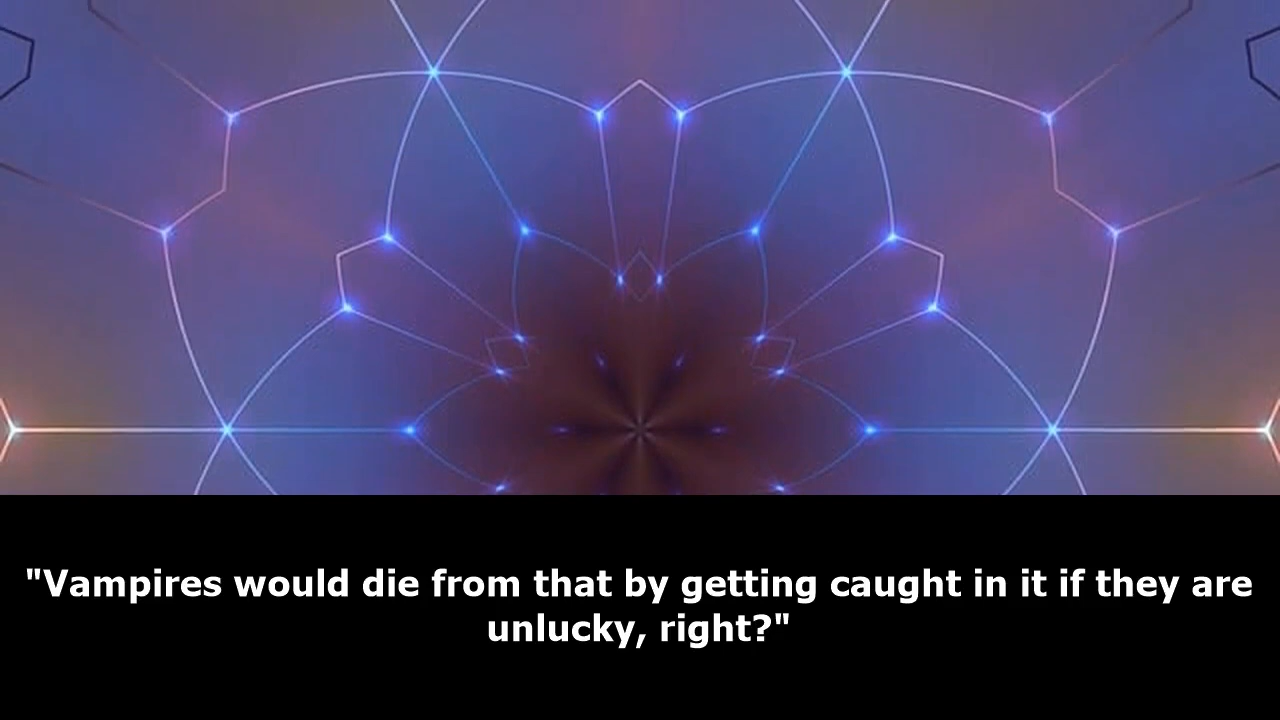 "Vampires would die from that by getting caught in it if they are
unlucky, right?"